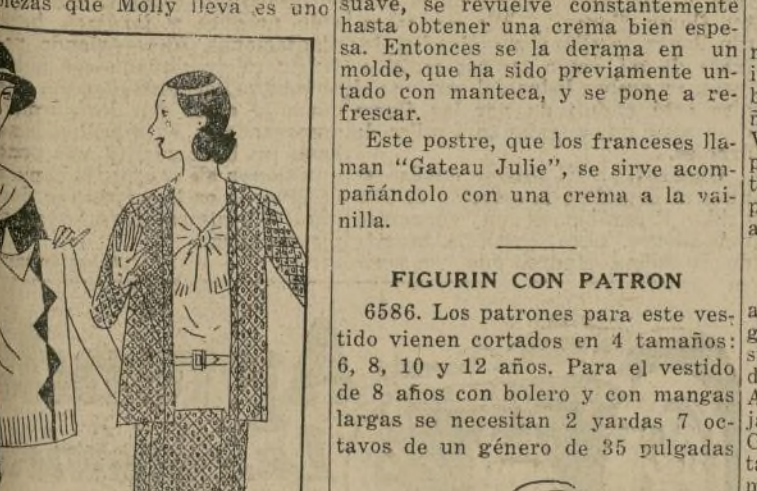 piezas que Molly lleva es uno
suave, se revuelve constantemente
hasta obtener una crema bien espe-
sa. Entonces se la derama en un
molde, que ha sido previamente un-
tado con manteca, y se pone a re-
frescar.
Este postre, que los franceses lla-
man “Gateau Julie”, se sirve acom-
pañándolo con una crema a la vai-
nilla.
FIGURIN CON PATRON
6586. Los patrones para este ves-
tido vienen cortados en 4 tamaños:
6, 8, 10 y 12 años. Para el vestido
de 8 años con bolero y con mangas
largas se necesitan 2 yardas 7 oc-
tavos de un género de 35 pulgadas